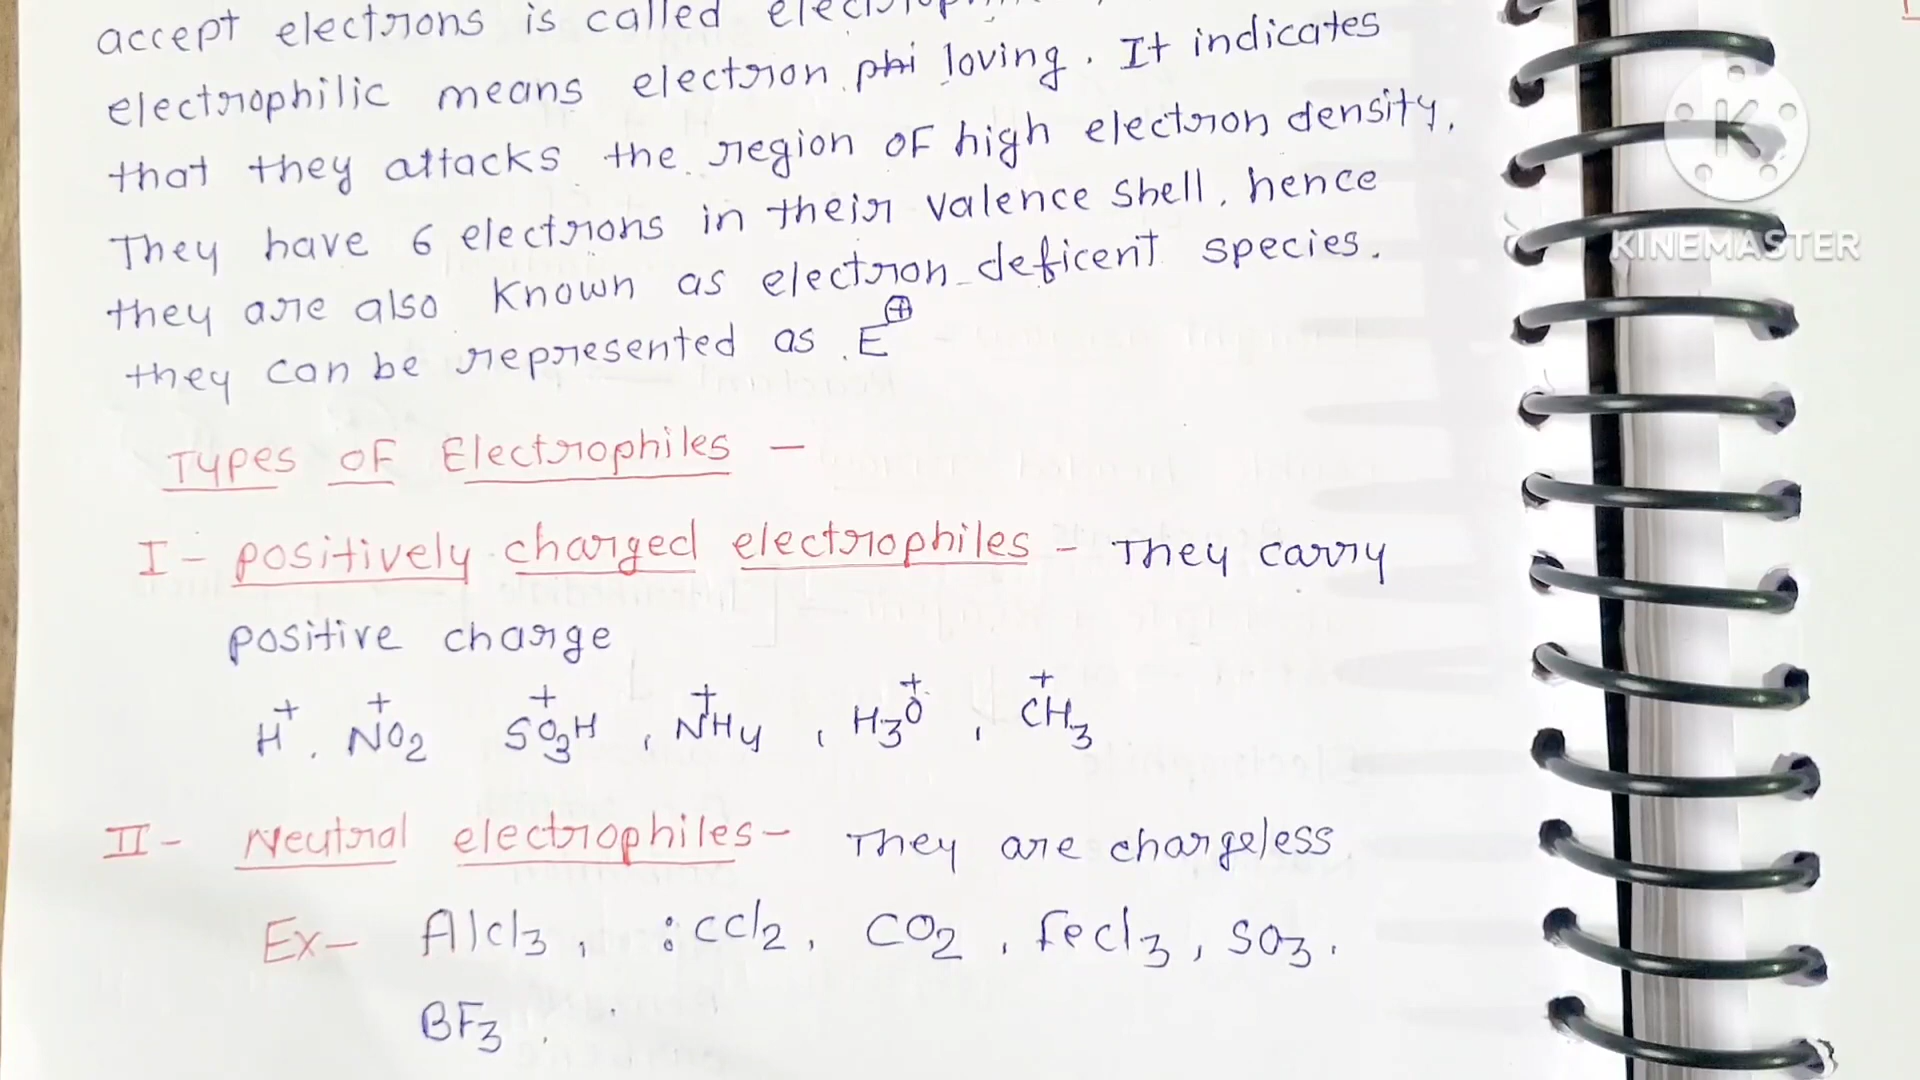 accept electrons is called
electrophilic means electron phi loving. It indicates
that they attacks the region of high electron density.
They have 6 electrons in their valence shell, hence
they are also known as electron deficent species.
they can be represented as E⊕
Types of Electrophiles -
I - positively charged electrophiles - They carry
positive charge
H⁺, N⁺O₂ SO₃⁺H, N⁺H₄, H₃O⁺, C⁺H₃
II - Neutral electrophiles - They are chargeless
Ex- AlCl₃, :CCl₂, CO₂, FeCl₃, SO₃.
BF₃.
K
KINEMASTER